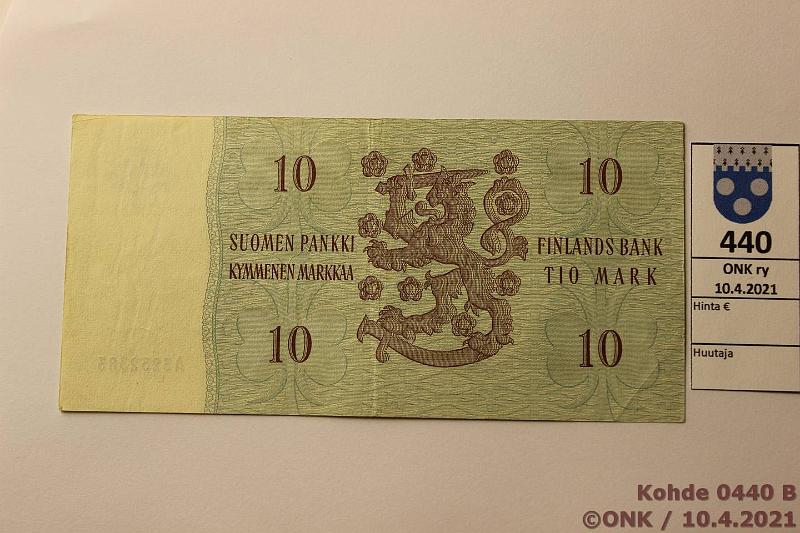 10
10
SUOMEN PANKKI
KYMMENEN MARKKAA
FINLANDS BANK
TIO MARK
10
10
440
ONK ry
10.4.2021
Hinta €
Huutaja
Kohde 0440 B
©ONK / 10.4.2021